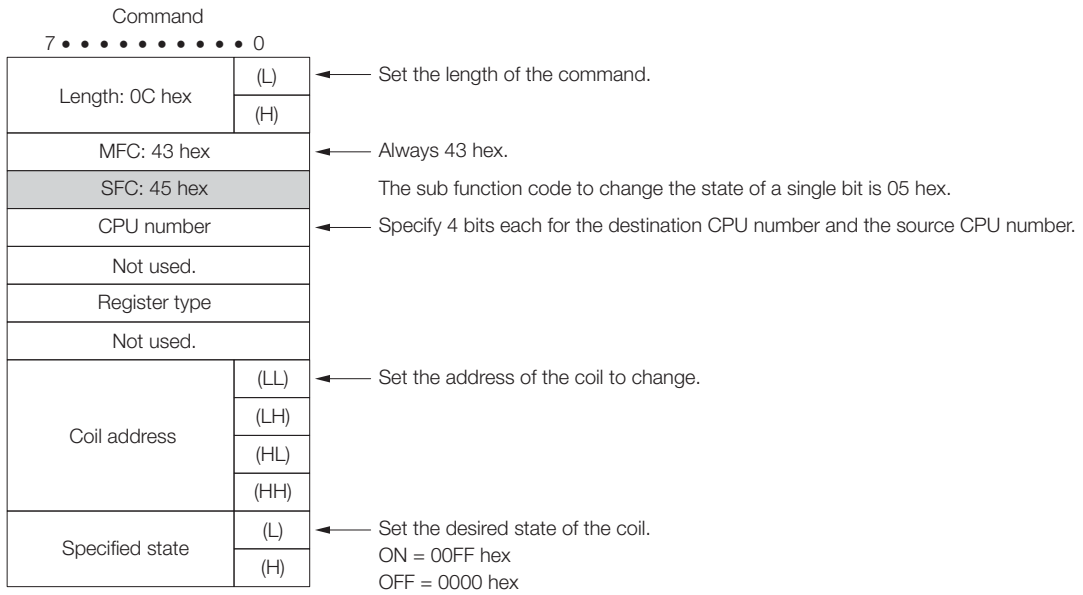 Command
7 • • • • • • • • • • 0
Length: 0C hex
(L)
Set the length of the command.
(H)
MFC: 43 hex
Always 43 hex.
SFC: 45 hex
The sub function code to change the state of a single bit is 05 hex.
CPU number
Specify 4 bits each for the destination CPU number and the source CPU number.
Not used.
Register type
Not used.
Coil address
(LL)
Set the address of the coil to change.
(LH)
(HL)
(HH)
Specified state
(L)
Set the desired state of the coil.
ON = 00FF hex
(H)
OFF = 0000 hex